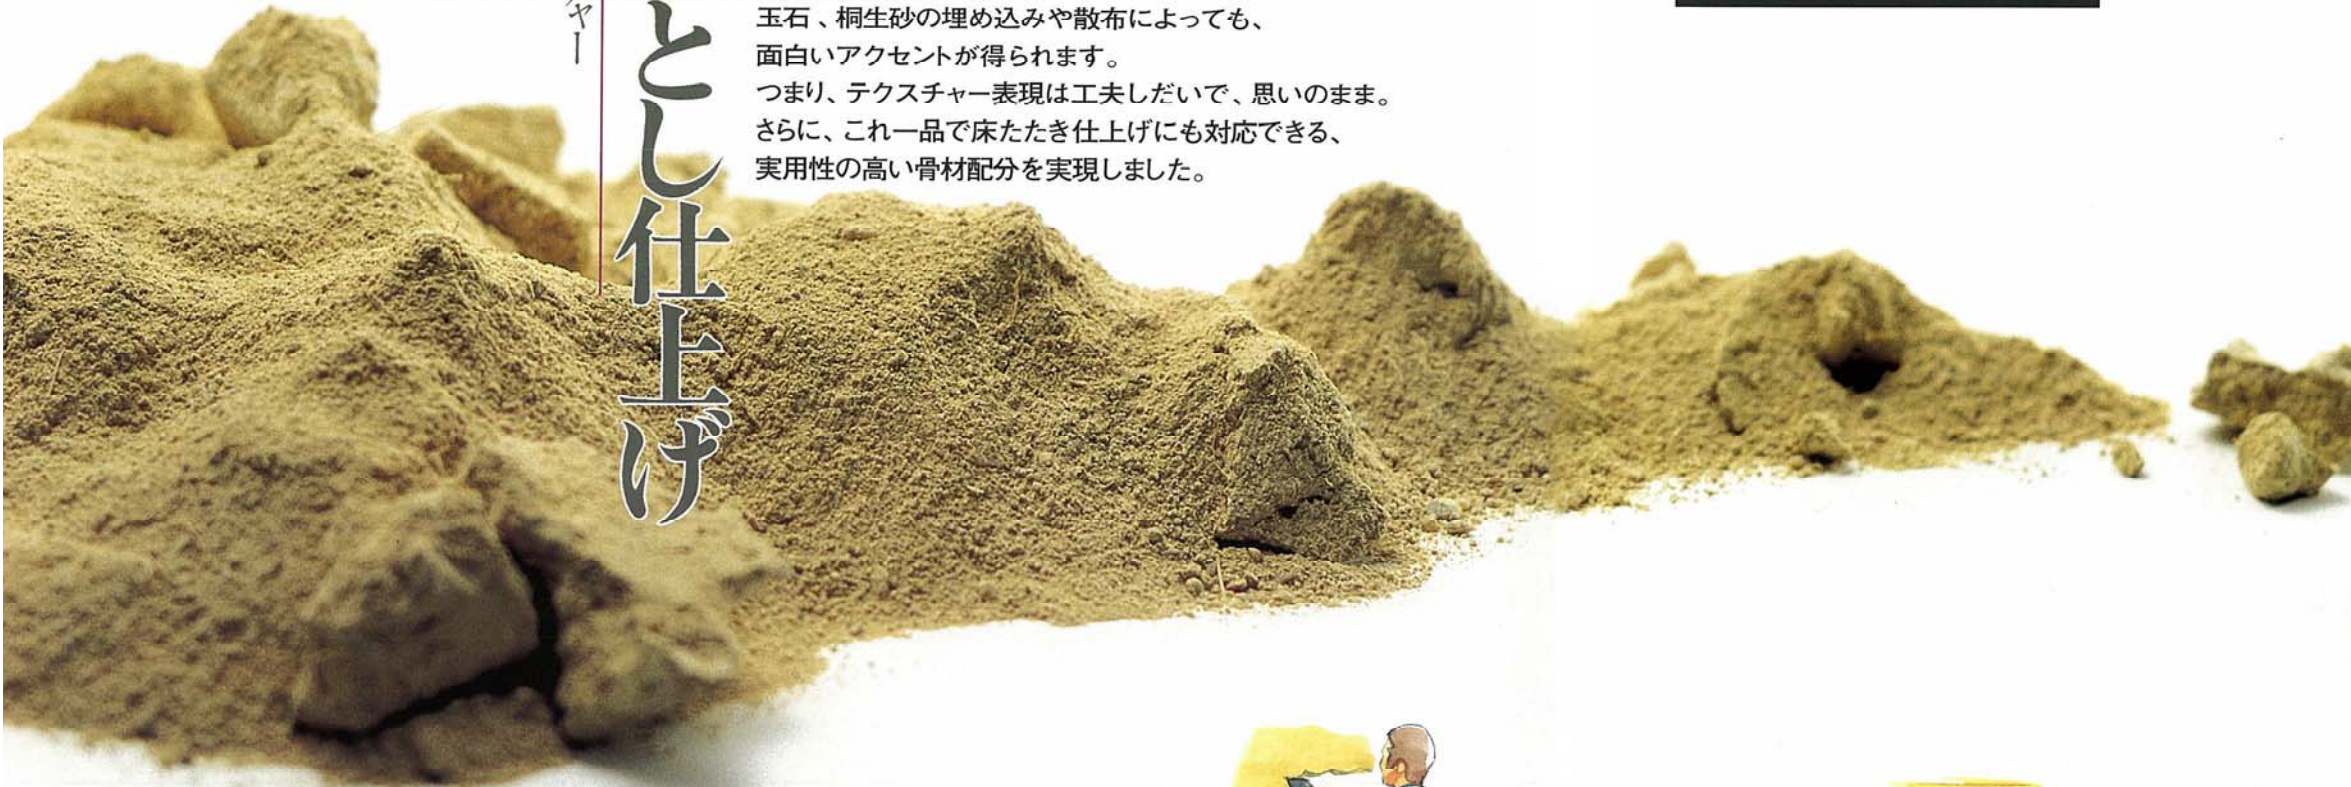 玉石、桐生砂の埋め込みや散布によっても、
面白いアクセントが得られます。
つまり、テクスチャー表現は工夫しだいで、思いのまま。
さらに、これ一品で床たたき仕上げにも対応できる、
実用性の高い骨材配分を実現しました。
とし仕上げ
ャー